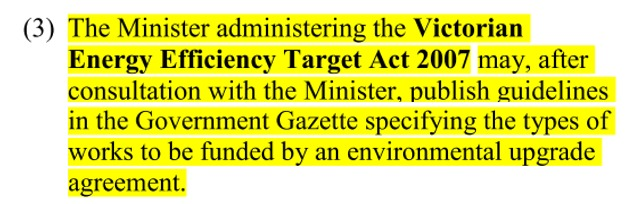 (3) The Minister administering the Victorian
Energy Efficiency Target Act 2007 may, after
consultation with the Minister, publish guidelines
in the Government Gazette specifying the types of
works to be funded by an environmental upgrade
agreement.